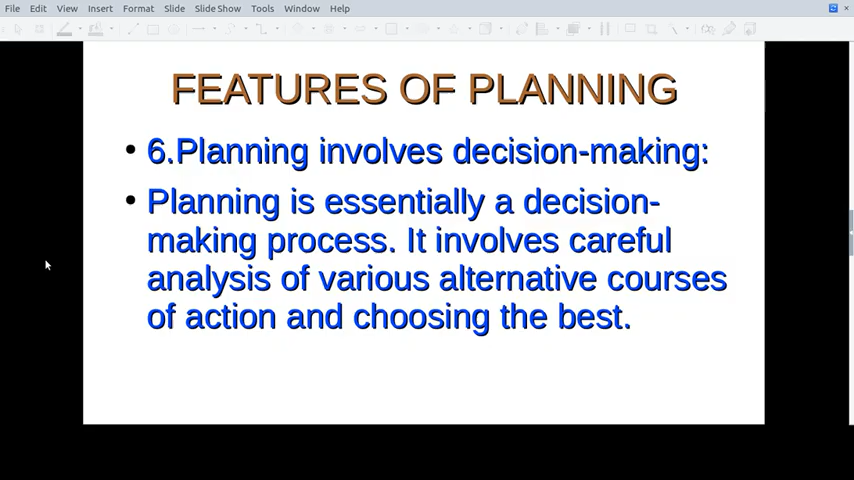 File Edit View Insert Format Slide Slide Show Tools Window Help
FEATURES OF PLANNING
• 6.Planning involves decision-making:
• Planning is essentially a decision-
making process. It involves careful
analysis of various alternative courses
of action and choosing the best.